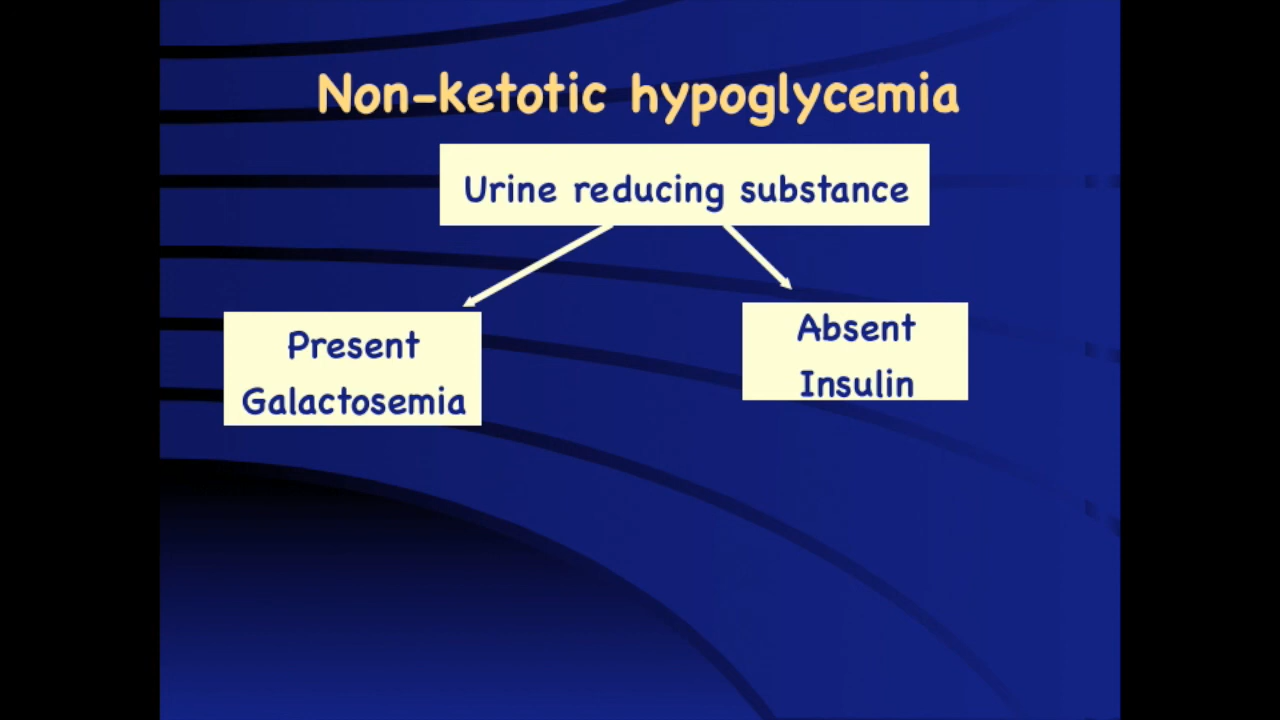 Non-ketotic hypoglycemia
Urine reducing substance
Present
Galactosemia
Absent
Insulin